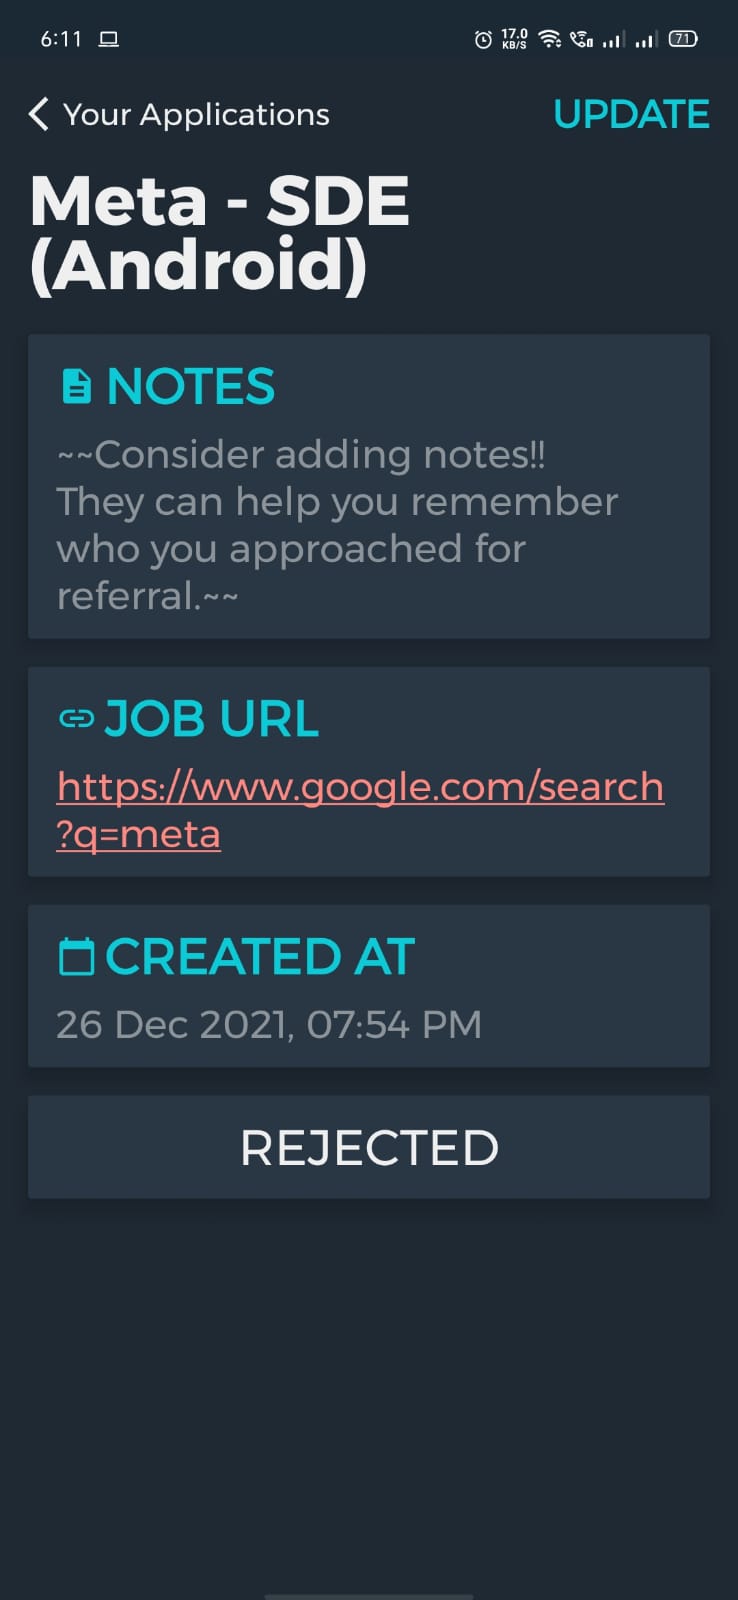 6:11 17.0 KB/S 71
Your Applications UPDATE
Meta - SDE
(Android)
NOTES
~~Consider adding notes!!
They can help you remember
who you approached for
referral.~~
JOB URL
https://www.google.com/search
?q=meta
CREATED AT
26 Dec 2021, 07:54 PM
REJECTED